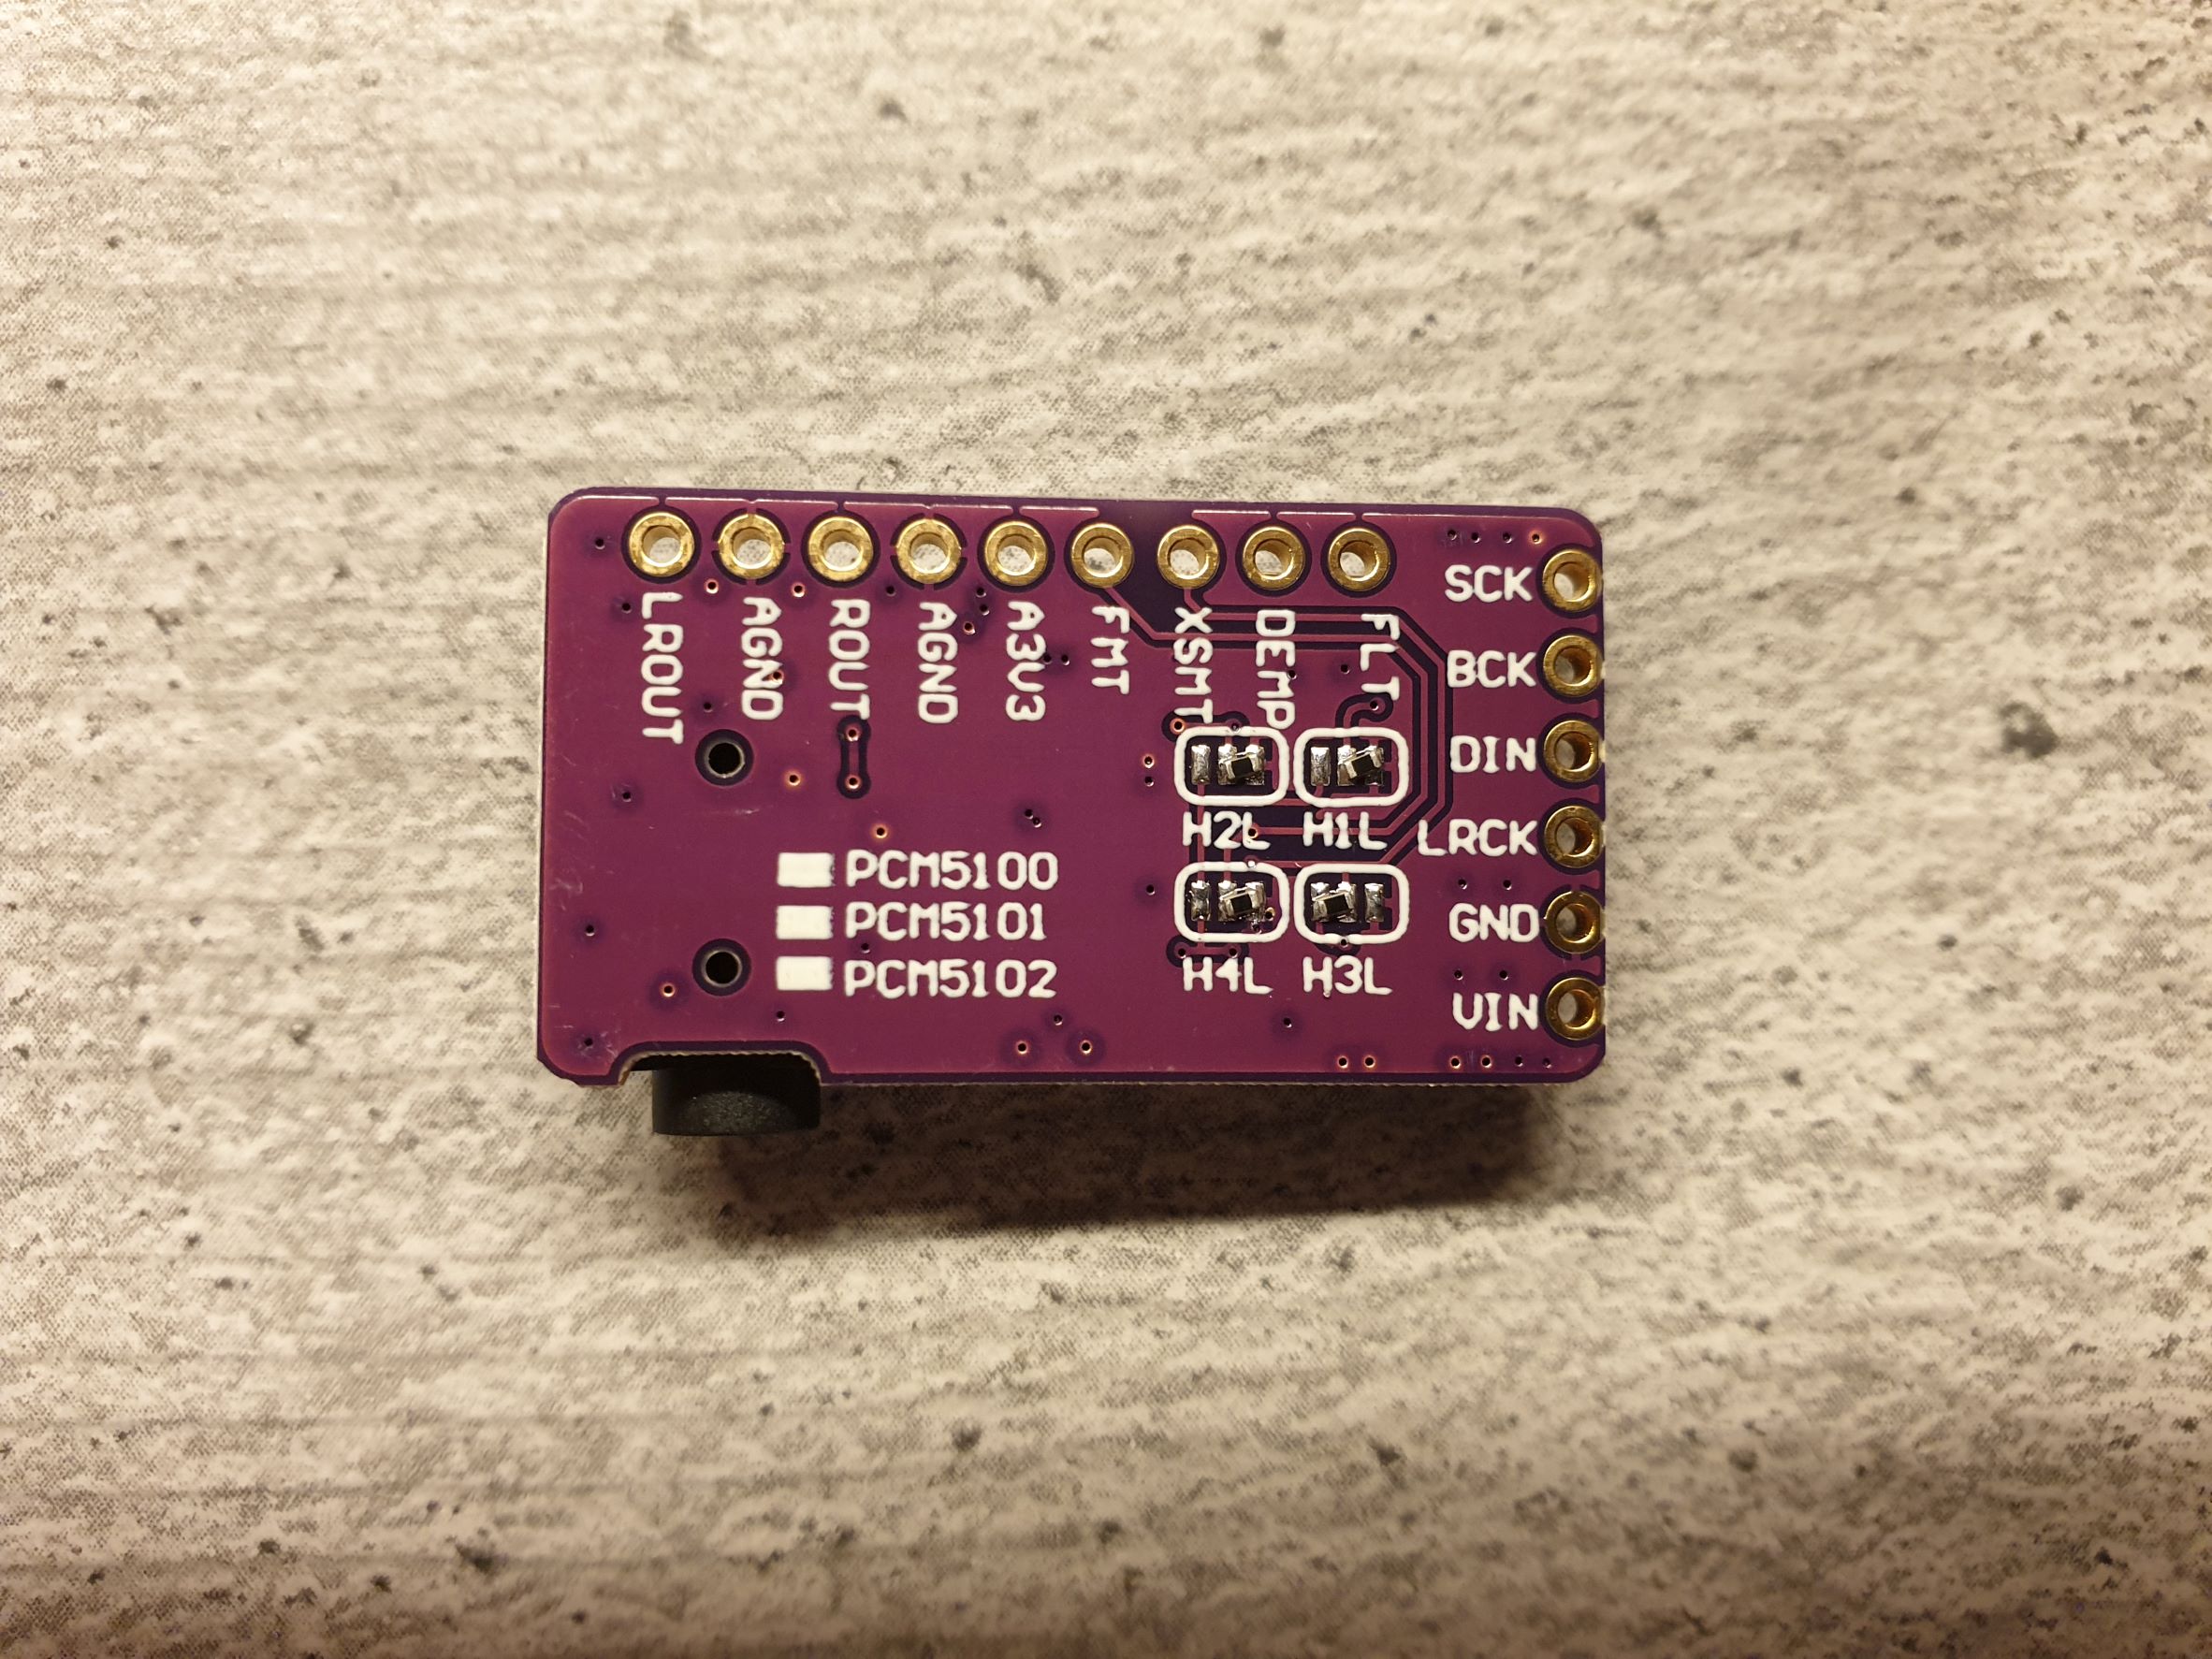 LROUT
AGND
ROUT
AGND
A3V3
FMT
XSMT
DEMP
FLT
SCK
BCK
DIN
LRCK
GND
VIN
H2L H1L
H4L H3L
PCM5100
PCM5101
PCM5102